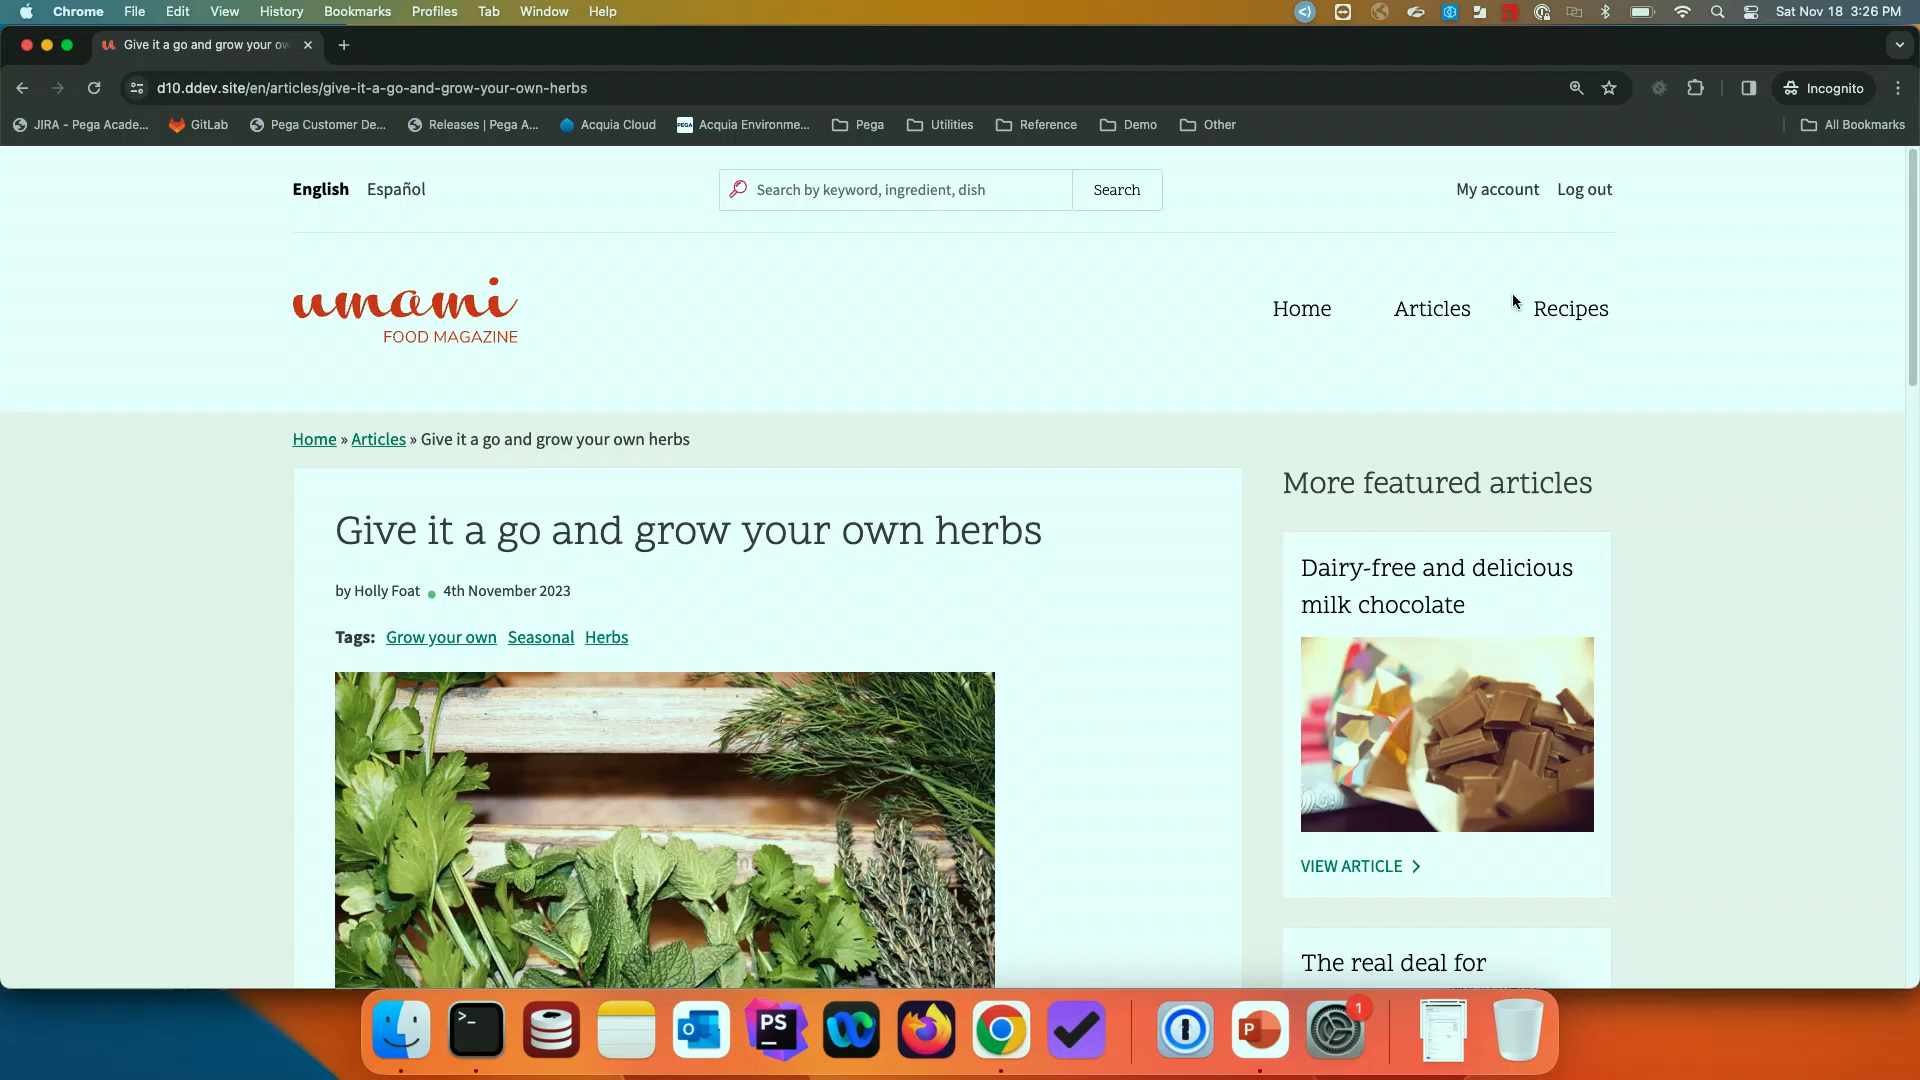 Chrome File Edit View History Bookmarks Profiles Tab Window Help
Sat Nov 18 3:26 PM
Give it a go and grow your ow
d10.ddev.site/en/articles/give-it-a-go-and-grow-your-own-herbs
Incognito
JIRA - Pega Acade...
GitLab
Pega Customer De...
Releases | Pega A...
Acquia Cloud
PEGA
Acquia Environme...
Pega
Utilities
Reference
Demo
Other
All Bookmarks
English Español
Search by keyword, ingredient, dish
Search
My account Log out
umami
FOOD MAGAZINE
Home Articles Recipes
Home » Articles » Give it a go and grow your own herbs
Give it a go and grow your own herbs
by Holly Foat 4th November 2023
Tags: Grow your own Seasonal Herbs
More featured articles
Dairy-free and delicious
milk chocolate
VIEW ARTICLE
The real deal for
>_
PS
P
1